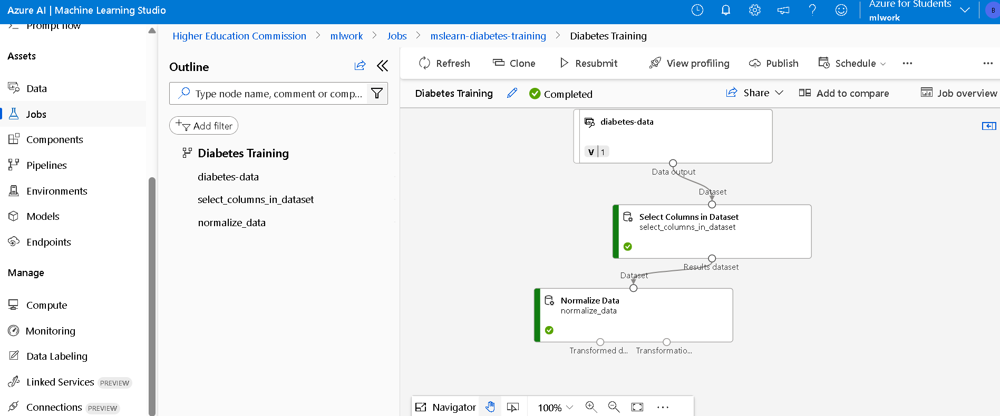 Azure AI | Machine Learning Studio
Azure for Students
mlwork
B
Prompt flow
Assets
Data
Jobs
Components
Pipelines
Environments
Models
Endpoints
Manage
Compute
Monitoring
Data Labeling
Linked Services PREVIEW
Connections PREVIEW
Higher Education Commission > mlwork > Jobs > mslearn-diabetes-training > Diabetes Training
Outline
Type node name, comment or comp...
Add filter
Diabetes Training
diabetes-data
select_columns_in_dataset
normalize_data
Refresh Clone Resubmit View profiling Publish Schedule ... ...
Diabetes Training Completed Share Add to compare Job overview
diabetes-data
V 1
Data output
Dataset
Select Columns in Dataset
select_columns_in_dataset
Results dataset
Dataset
Normalize Data
normalize_data
Transformed d... Transformatio...
Navigator 100% ...